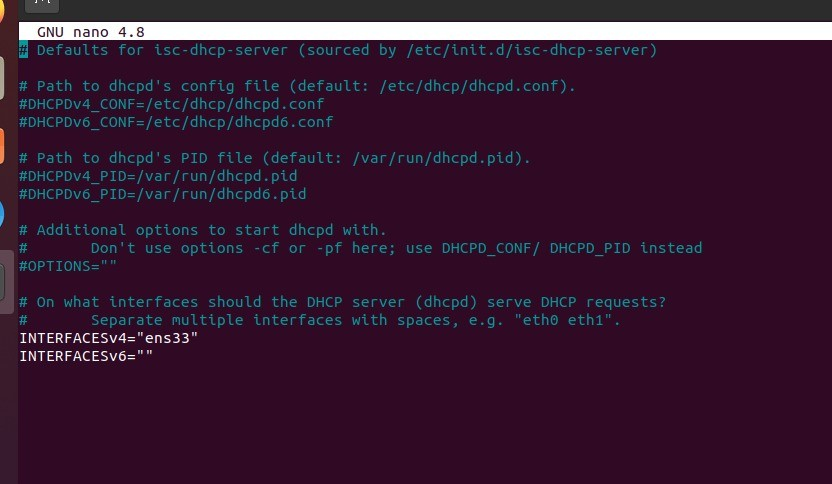 GNU nano 4.8
# Defaults for isc-dhcp-server (sourced by /etc/init.d/isc-dhcp-server)
# Path to dhcpd's config file (default: /etc/dhcp/dhcpd.conf).
#DHCPDv4_CONF=/etc/dhcp/dhcpd.conf
#DHCPDv6_CONF=/etc/dhcp/dhcpd6.conf
# Path to dhcpd's PID file (default: /var/run/dhcpd.pid).
#DHCPDv4_PID=/var/run/dhcpd.pid
#DHCPDv6_PID=/var/run/dhcpd6.pid
# Additional options to start dhcpd with.
#       Don't use options -cf or -pf here; use DHCPD_CONF/ DHCPD_PID instead
#OPTIONS=""
# On what interfaces should the DHCP server (dhcpd) serve DHCP requests?
#       Separate multiple interfaces with spaces, e.g. "eth0 eth1".
INTERFACESv4="ens33"
INTERFACESv6=""